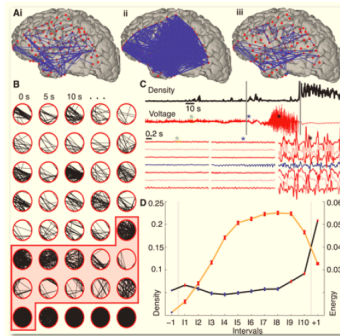 Ai ii iii
B
0 s 5 s 10 s ...
C
Density
10 s
Voltage
0.2 s
D
0.25 0.06
0.2 0.05
0.15 0.04
0.1 0.03
0.05
Density
Energy
-1 I1 I2 I3 I4 I5 I6 I7 I8 I9 I10 +1
Intervals